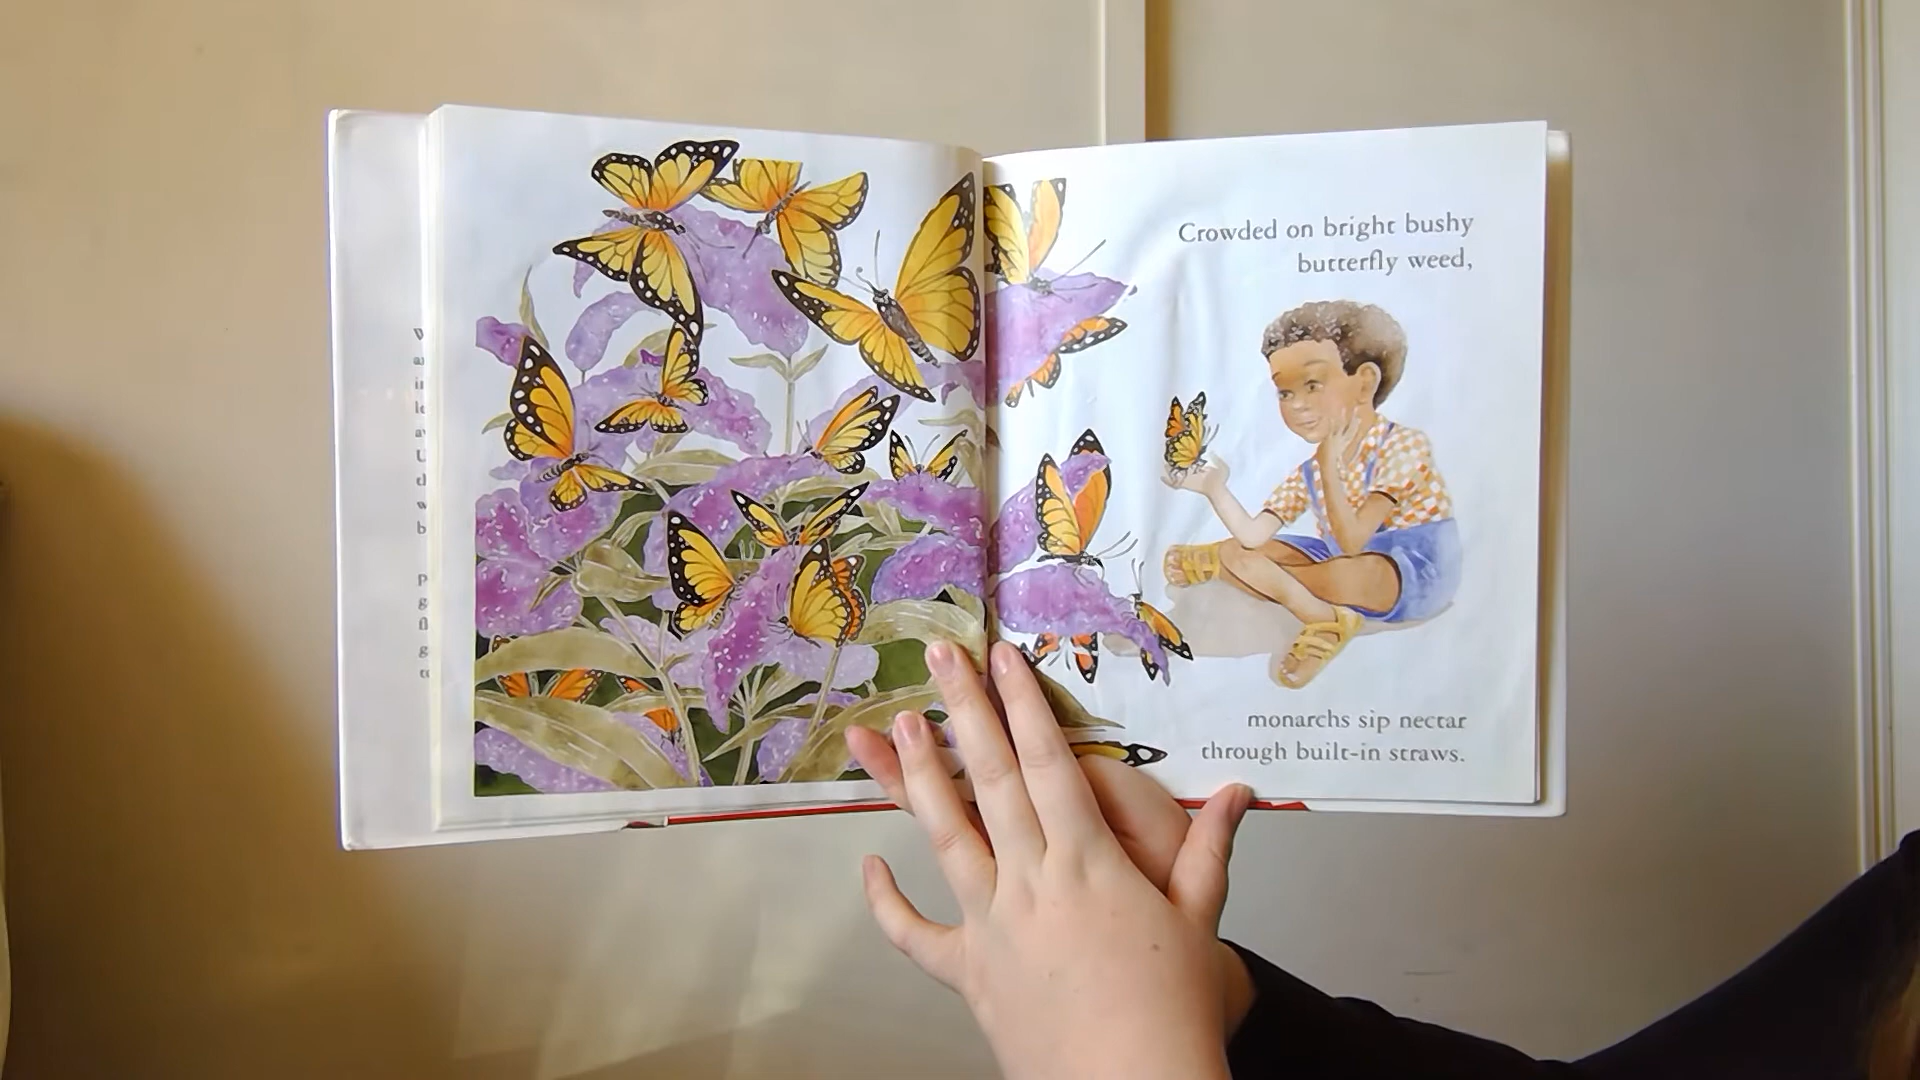 Crowded on bright bushy
butterfly weed,
monarchs sip nectar
through built-in straws.